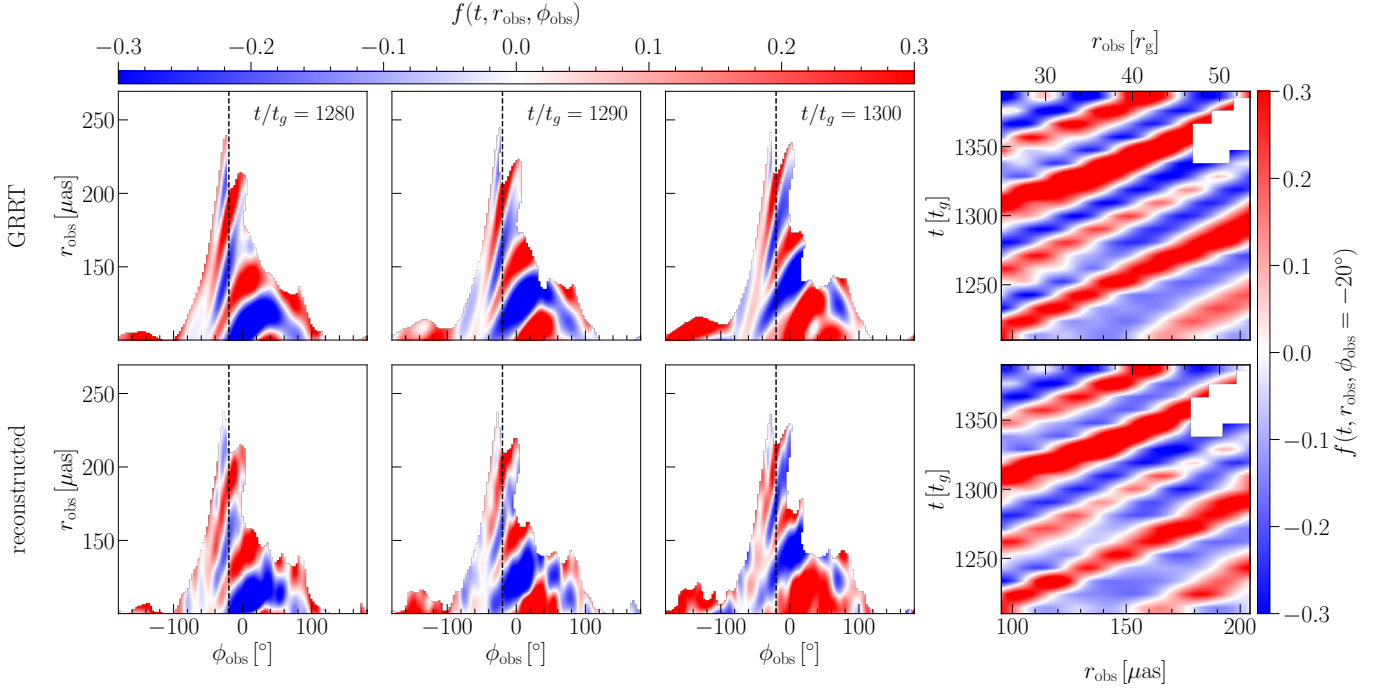 f(t, r_obs, ϕ_obs)
−0.3 −0.2 −0.1 0.0 0.1 0.2 0.3
r_obs [r_g]
30 40 50
GRRT
r_obs [μas]
250
200
150
t/t_g = 1280
t/t_g = 1290
t/t_g = 1300
t [t_g]
1350
1300
1250
reconstructed
r_obs [μas]
250
200
150
−100 0 100
ϕ_obs [°]
−100 0 100
ϕ_obs [°]
−100 0 100
ϕ_obs [°]
t [t_g]
1350
1300
1250
100 150 200
r_obs [μas]
0.3
0.2
0.1
0.0
−0.1
−0.2
−0.3
f(t, r_obs, ϕ_obs = −20°)